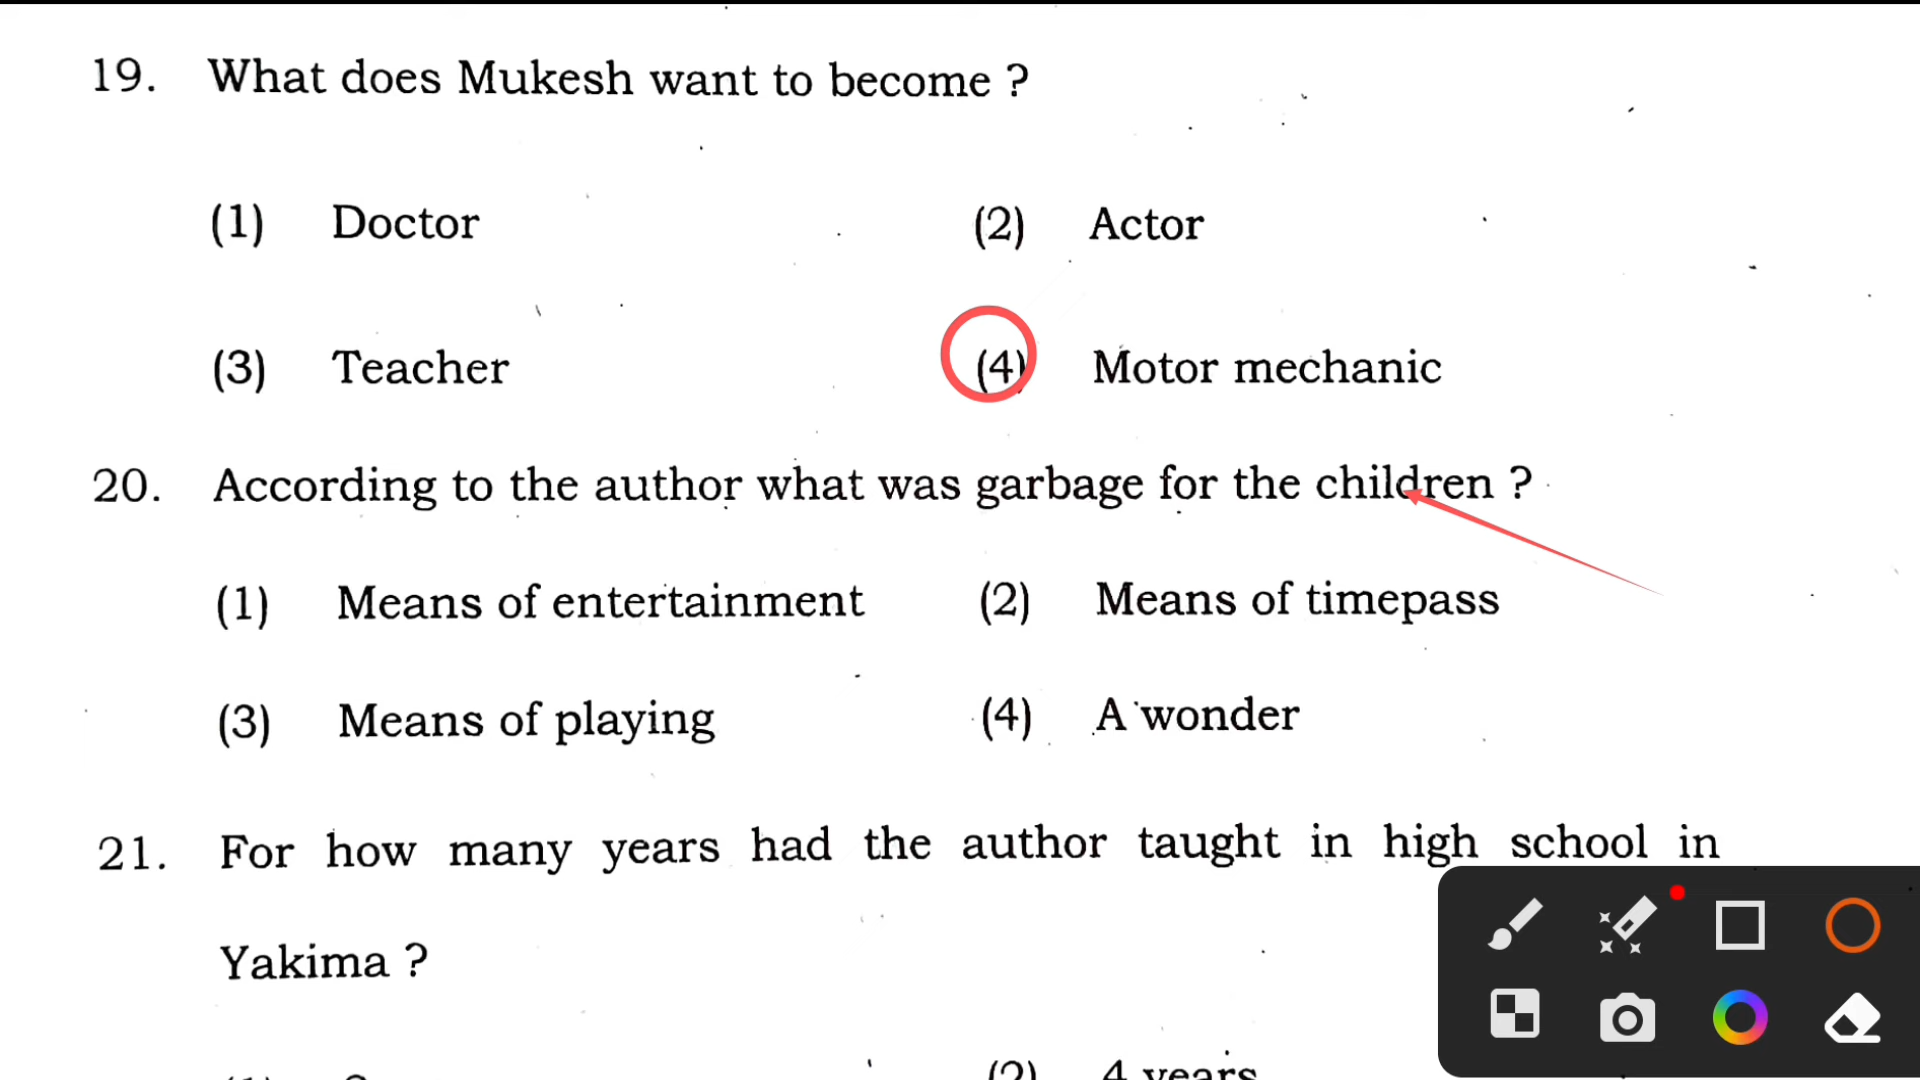 19. What does Mukesh want to become ?
(1) Doctor (2) Actor
(3) Teacher (4) Motor mechanic
20. According to the author what was garbage for the children ?
(1) Means of entertainment (2) Means of timepass
(3) Means of playing (4) A wonder
21. For how many years had the author taught in high school in
Yakima ?
(2) 4 years